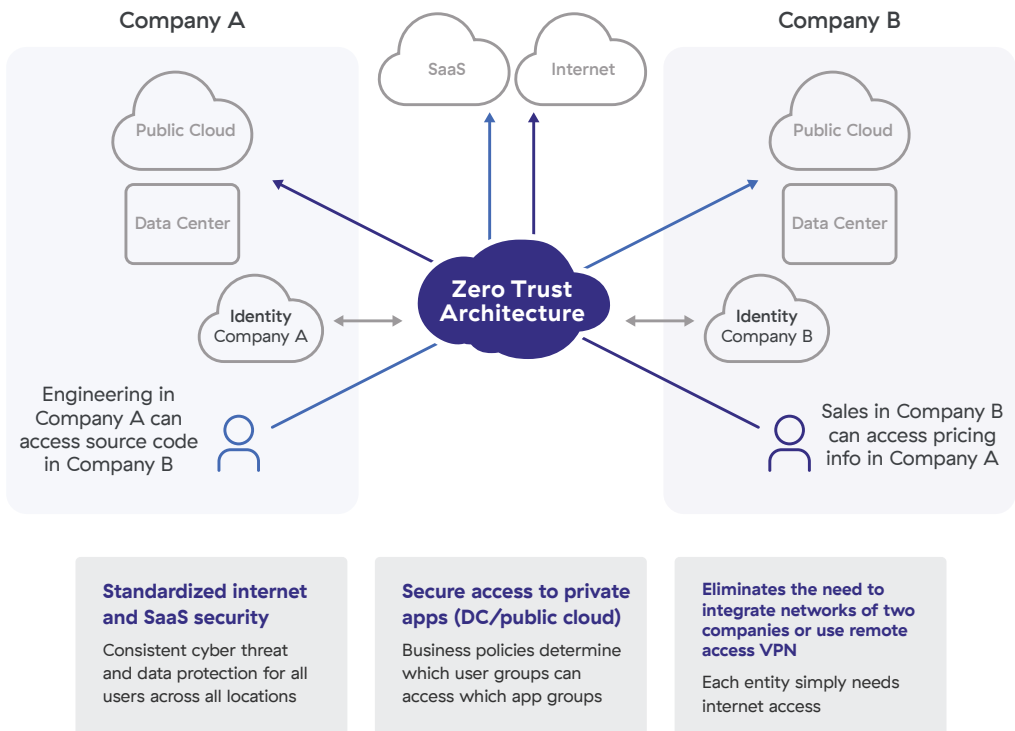 Company A
Company B
SaaS
Internet
Public Cloud
Data Center
Identity
Company A
Public Cloud
Data Center
Identity
Company B
Zero Trust
Architecture
Engineering in
Company A can
access source code
in Company B
Sales in Company B
can access pricing
info in Company A
Standardized internet
and SaaS security
Consistent cyber threat
and data protection for all
users across all locations
Secure access to private
apps (DC/public cloud)
Business policies determine
which user groups can
access which app groups
Eliminates the need to
integrate networks of two
companies or use remote
access VPN
Each entity simply needs
internet access